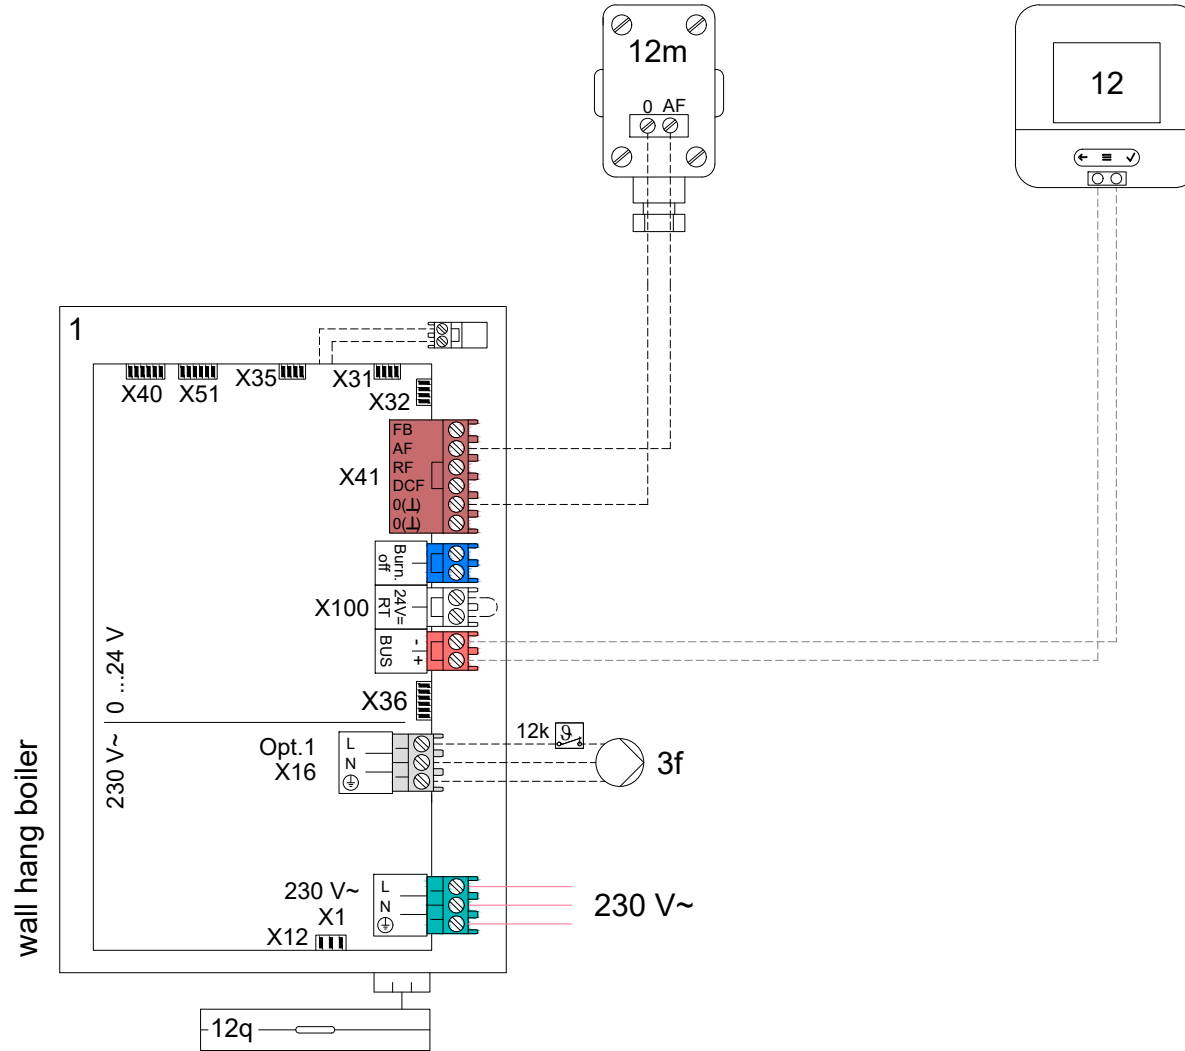 12m
0 AF
12
1
X40
X51
X35
X31
X32
X41
FB
AF
RF
DCF
0(⊥)
0(⊥)
Burn.
off
X100
24V=
RT
BUS
- +
X36
0 ...24 V
230 V~
Opt.1
X16
L
N
12k
ϑ
3f
wall hang boiler
230 V~
X1
L
N
230 V~
X12
12q